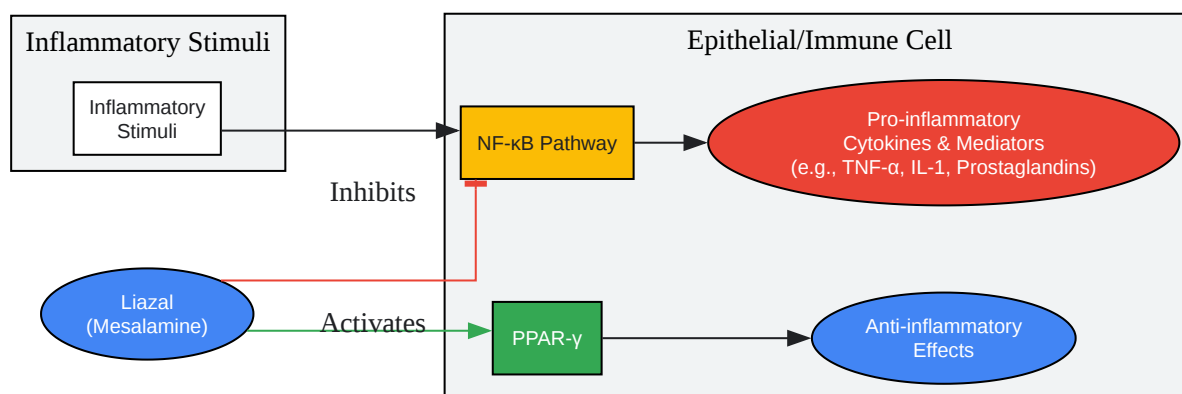 Inflammatory Stimuli
Epithelial/Immune Cell
Inflammatory
Stimuli
NF-κB Pathway
Pro-inflammatory
Cytokines & Mediators
(e.g., TNF-α, IL-1, Prostaglandins)
Inhibits
Liazal
(Mesalamine)
Activates
PPAR-γ
Anti-inflammatory
Effects